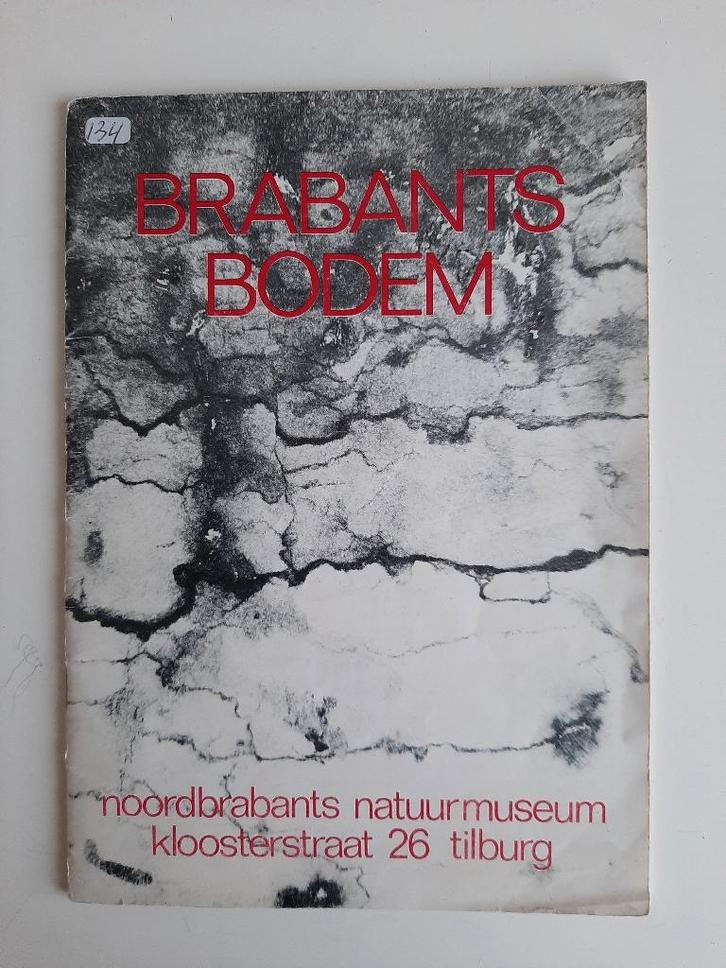 134
BRABANTS
BODEM
noordbrabants natuurmuseum
kloosterstraat 26 tilburg